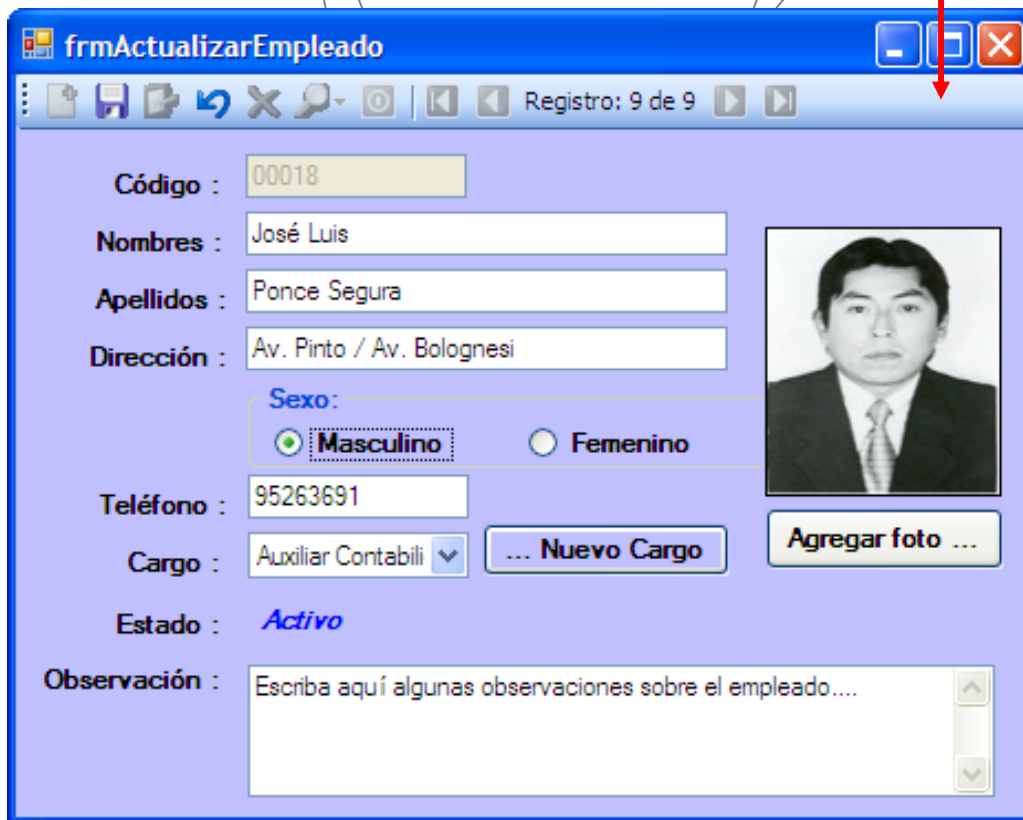 frmActualizarEmpleado
Registro: 9 de 9
Código : 00018
Nombres : José Luis
Apellidos : Ponce Segura
Dirección : Av. Pinto / Av. Bolognesi
Sexo:
Masculino Femenino
Teléfono : 95263691
Cargo : Auxiliar Contabili ... Nuevo Cargo Agregar foto ...
Estado : Activo
Observación : Escriba aquí algunas observaciones sobre el empleado....